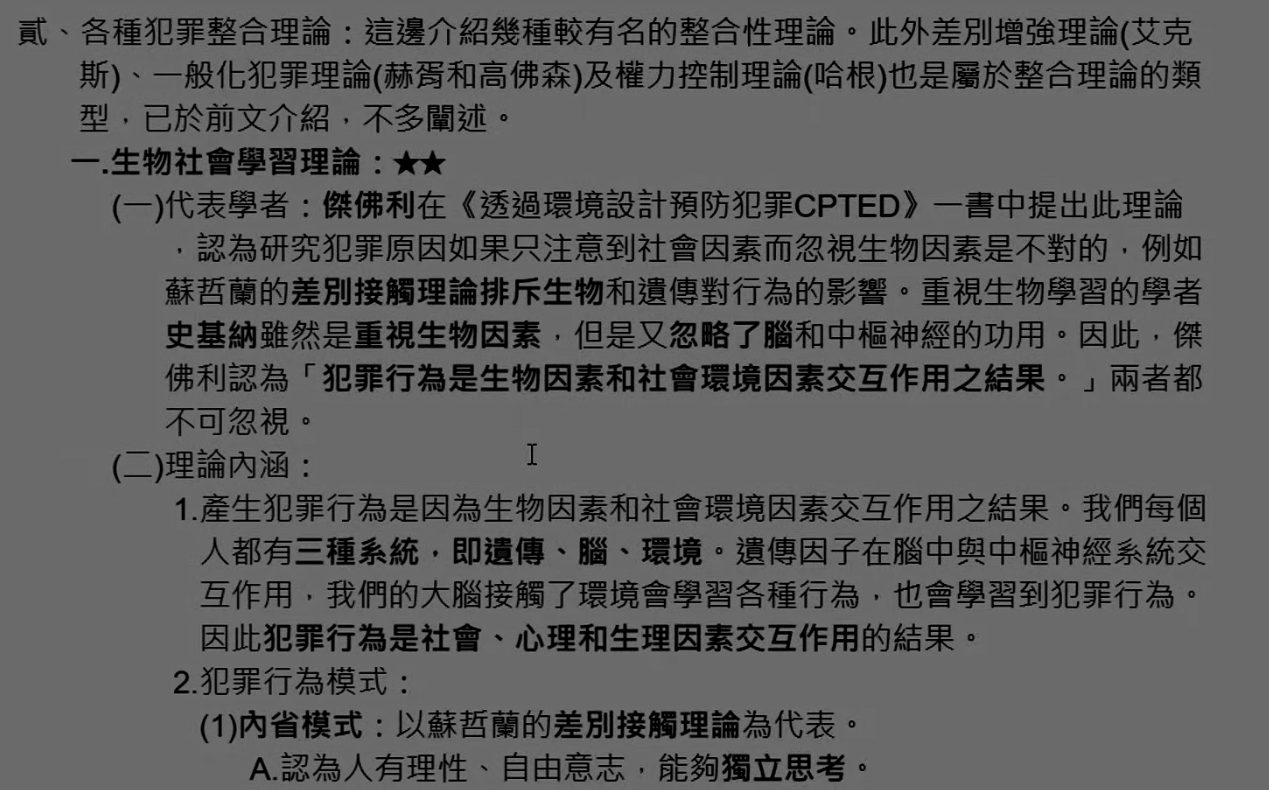 貳、各種犯罪整合理論：這邊介紹幾種較有名的整合性理論。此外差別增強理論(艾克
斯)、一般化犯罪理論(赫胥和高佛森)及權力控制理論(哈根)也是屬於整合理論的類
型，已於前文介紹，不多闡述。
一.生物社會學習理論：★★
(一)代表學者：傑佛利在《透過環境設計預防犯罪CPTED》一書中提出此理論
，認為研究犯罪原因如果只注意到社會因素而忽視生物因素是不對的，例如
蘇哲蘭的差別接觸理論排斥生物和遺傳對行為的影響。重視生物學習的學者
史基納雖然是重視生物因素，但是又忽略了腦和中樞神經的功用。因此，傑
佛利認為「犯罪行為是生物因素和社會環境因素交互作用之結果。」兩者都
不可忽視。
(二)理論內涵：
1.產生犯罪行為是因為生物因素和社會環境因素交互作用之結果。我們每個
人都有三種系統，即遺傳、腦、環境。遺傳因子在腦中與中樞神經系統交
互作用，我們的大腦接觸了環境會學習各種行為，也會學習到犯罪行為。
因此犯罪行為是社會、心理和生理因素交互作用的結果。
2.犯罪行為模式：
(1)內省模式：以蘇哲蘭的差別接觸理論為代表。
A.認為人有理性、自由意志，能夠獨立思考。